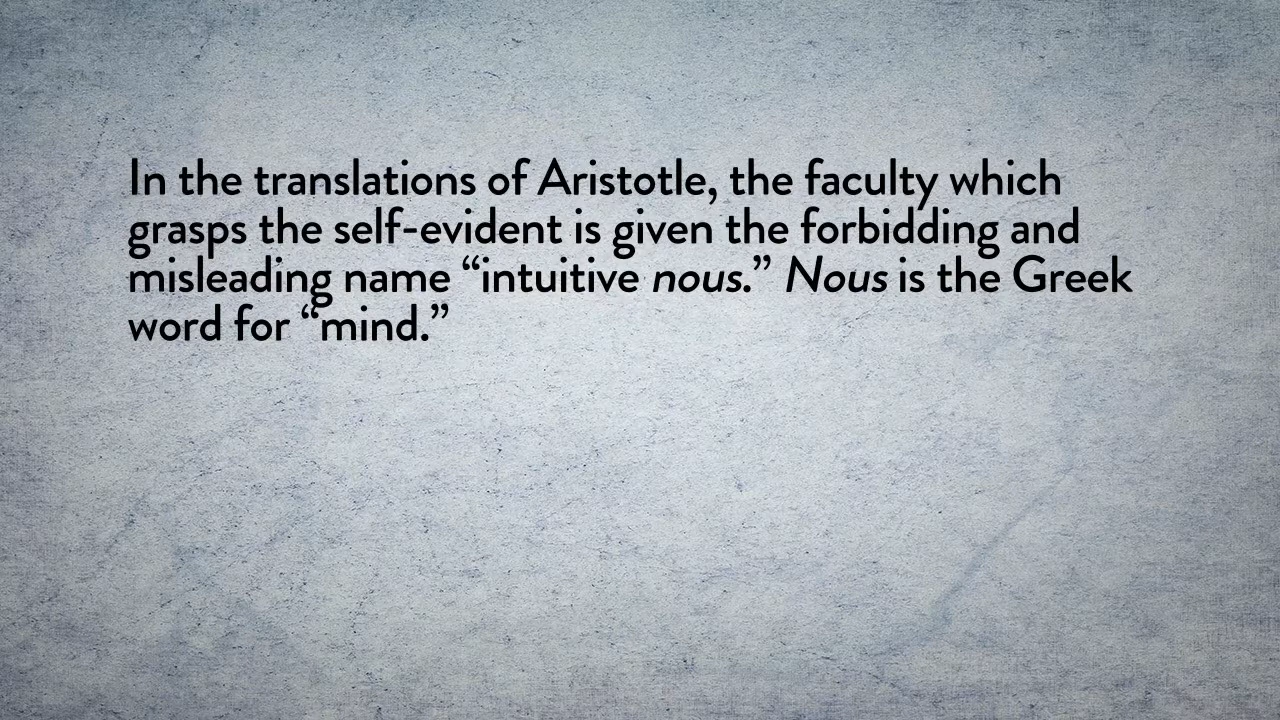 In the translations of Aristotle, the faculty which
grasps the self-evident is given the forbidding and
misleading name “intuitive nous.” Nous is the Greek
word for “mind.”